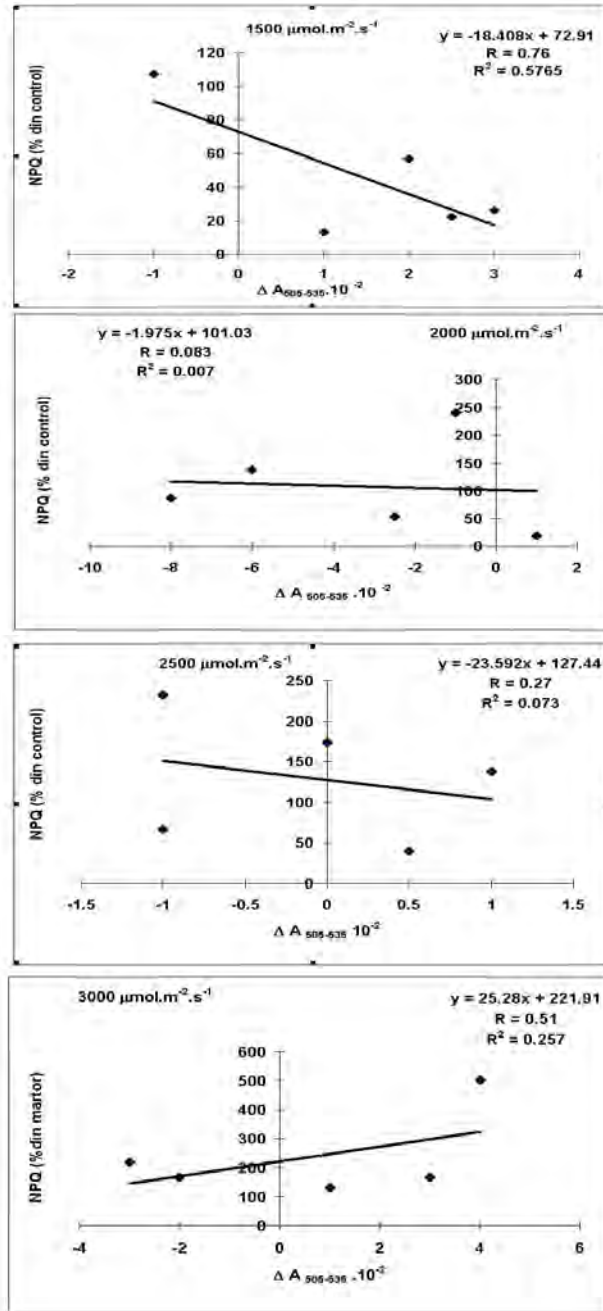 1500 µmol.m⁻².s⁻¹
y = -18.408x + 72.91
R = 0.76
R² = 0.5765
NPQ (% din control)
120
100
80
60
40
20
0
-2 -1 0 1 2 3 4
Δ A₅₀₅₋₅₃₅.10⁻²
y = -1.975x + 101.03
R = 0.083
R² = 0.007
2000 µmol.m⁻².s⁻¹
NPQ (% din control)
300
250
200
150
100
50
0
-10 -8 -6 -4 -2 0 2
Δ A ₅₀₅₋₅₃₅ .10⁻²
2500 µmol.m⁻².s⁻¹
y = -23.592x + 127.44
R = 0.27
R² = 0.073
NPQ (% din control)
250
200
150
100
50
0
-1.5 -1 -0.5 0 0.5 1 1.5
Δ A ₅₀₅₋₅₃₅ 10⁻²
3000 µmol.m⁻².s⁻¹
y = 25.28x + 221.91
R = 0.51
R² = 0.257
NPQ (%din martor)
600
500
400
300
200
100
0
-4 -2 0 2 4 6
Δ A ₅₀₅₋₅₃₅ .10⁻²